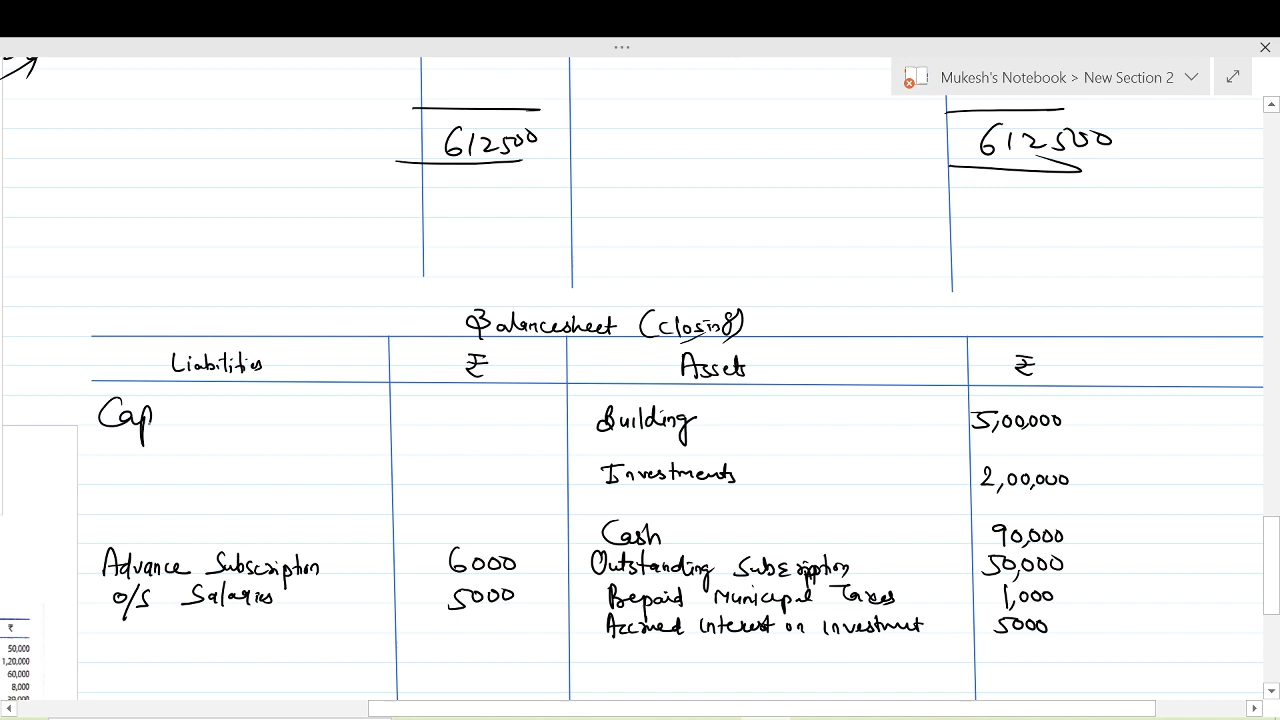 Mukesh's Notebook > New Section 2
612500 612500
Balancesheet (closing)
Liabilities ₹ Assets ₹
Cap Building 5,00,000
Investments 2,00,000
Cash 90,000
Advance Subscription 6000 Outstanding Subscription 50,000
O/S Salaries 5000 Prepaid Municipal Taxes 1,000
Accrued interest on investment 5000
₹
50,000
1,20,000
60,000
8,000